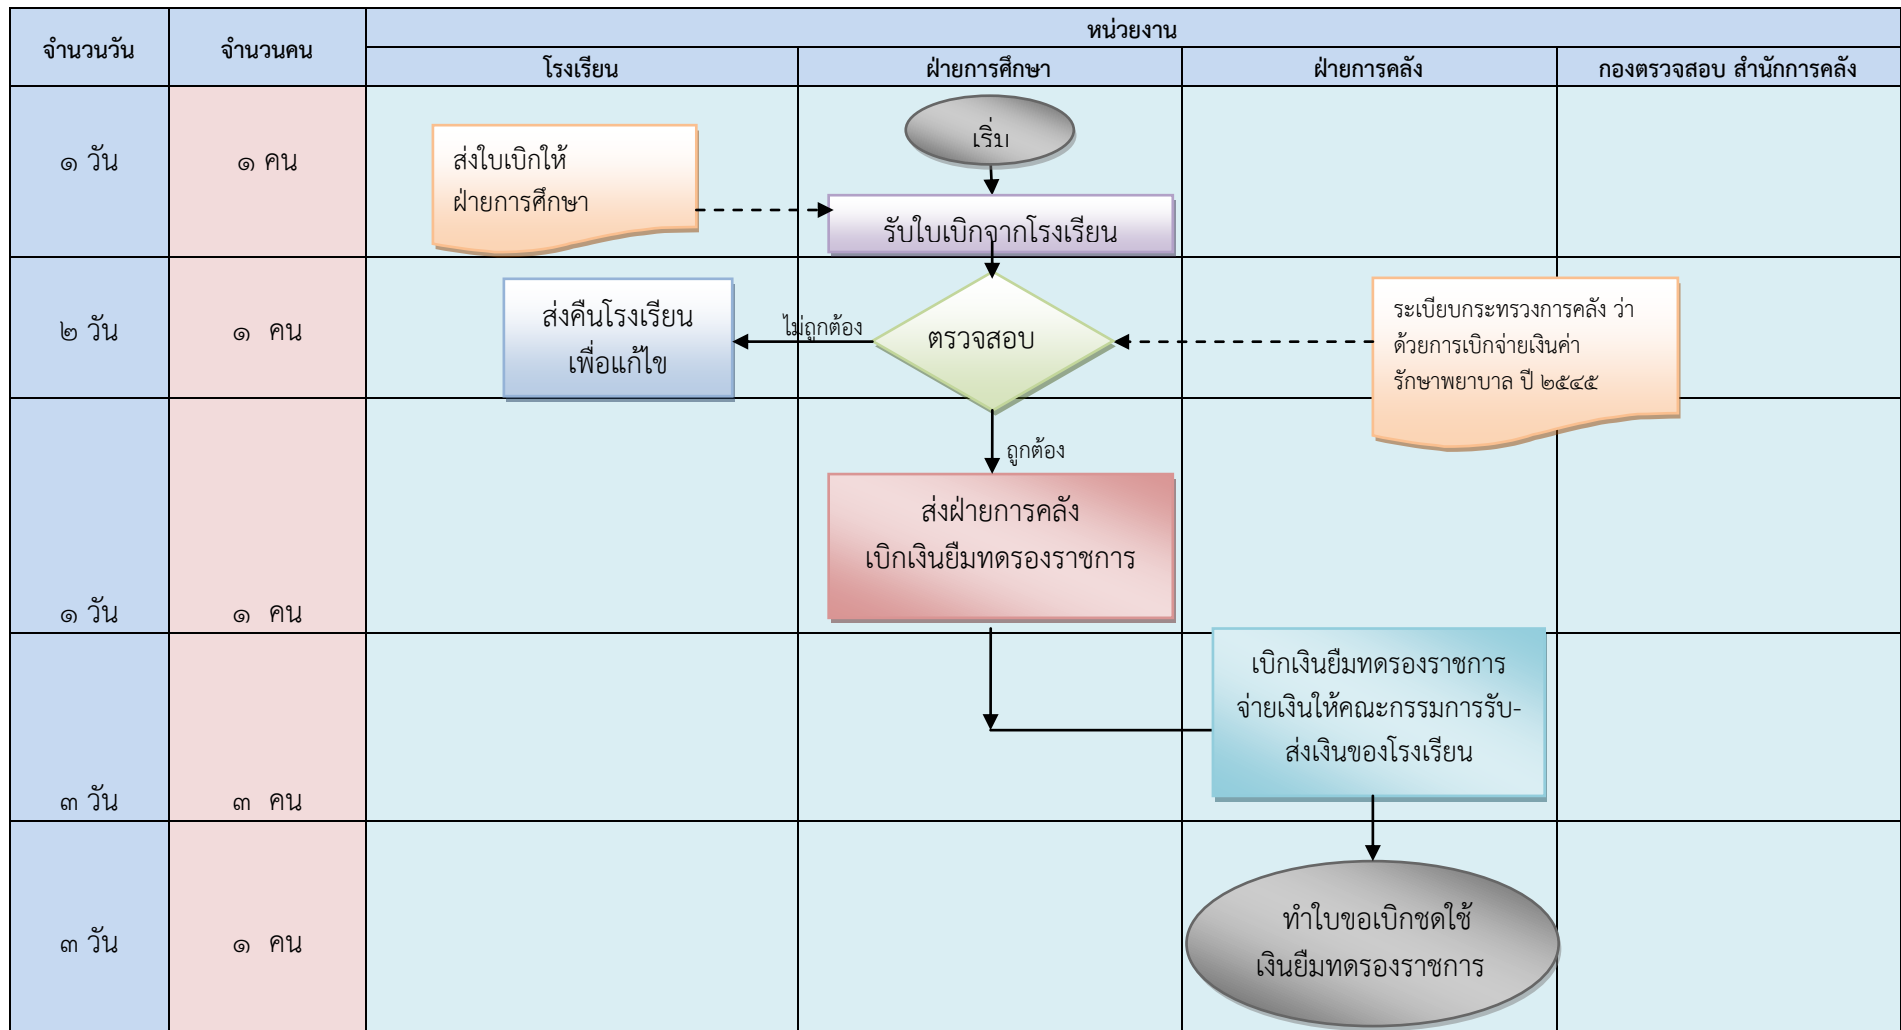 จำนวนวัน
จำนวนคน
หน่วยงาน
โรงเรียน
ฝ่ายการศึกษา
ฝ่ายการคลัง
กองตรวจสอบ สำนักการคลัง
๑ วัน
๑ คน
ส่งใบเบิกให้
ฝ่ายการศึกษา
เริ่ม
รับใบเบิกจากโรงเรียน
๒ วัน
๑ คน
ส่งคืนโรงเรียน
เพื่อแก้ไข
ไม่ถูกต้อง
ตรวจสอบ
ระเบียบกระทรวงการคลัง ว่า
ด้วยการเบิกจ่ายเงินค่า
รักษาพยาบาล ปี ๒๕๔๕
ถูกต้อง
ส่งฝ่ายการคลัง
เบิกเงินยืมทดรองราชการ
๑ วัน
๑ คน
เบิกเงินยืมทดรองราชการ
จ่ายเงินให้คณะกรรมการรับ-
ส่งเงินของโรงเรียน
๓ วัน
๓ คน
ทำใบขอเบิกชดใช้
เงินยืมทดรองราชการ
๓ วัน
๑ คน